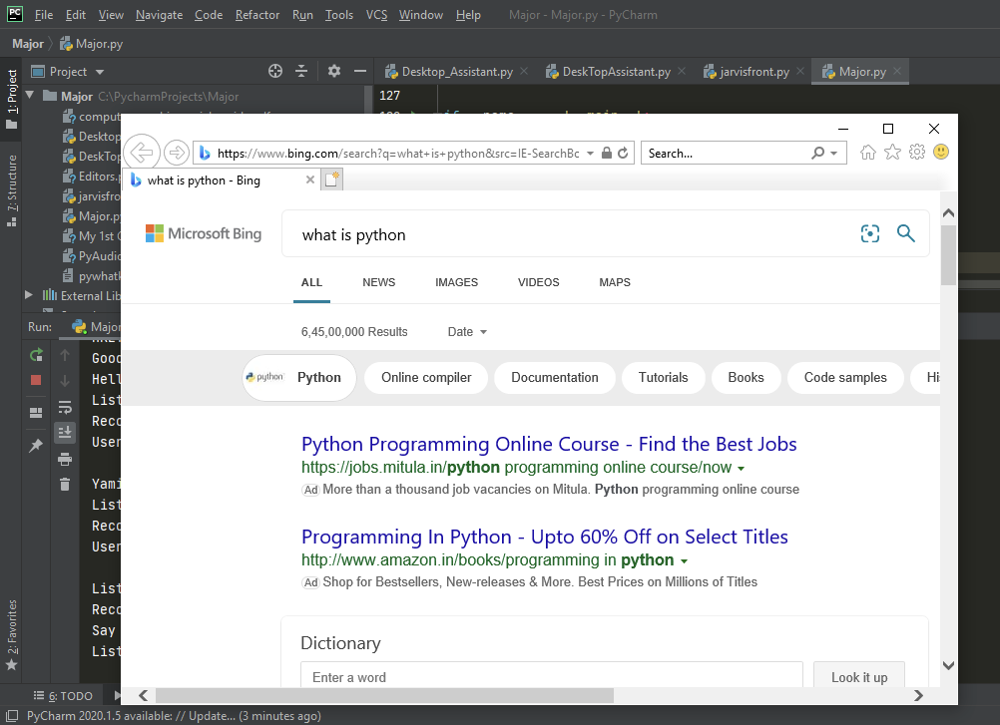 PC File Edit View Navigate Code Refactor Run Tools VCS Window Help Major - Major.py - PyCharm
Major Major.py
Project Desktop_Assistant.py DeskTopAssistant.py jarvisfront.py Major.py
1: Project
7: Structure
2: Favorites
Major C:\PycharmProjects\Major
127
comput
Desktop
DeskTo
Editors.p
jarvisfro
Major.py
My 1st
PyAudio
pywhatk
External Lib
Run: Major
Good
Hell
List
Reco
User
Yami
List
Reco
User
List
Reco
Say
List
https://www.bing.com/search?q=what+is+python&src=IE-SearchBo Search...
what is python - Bing
Microsoft Bing what is python
ALL NEWS IMAGES VIDEOS MAPS
6,45,00,000 Results Date
python Python Online compiler Documentation Tutorials Books Code samples Hi
Python Programming Online Course - Find the Best Jobs
https://jobs.mitula.in/python programming online course/now
Ad More than a thousand job vacancies on Mitula. Python programming online course
Programming In Python - Upto 60% Off on Select Titles
http://www.amazon.in/books/programming in python
Ad Shop for Bestsellers, New-releases & More. Best Prices on Millions of Titles
Dictionary
Enter a word Look it up
6: TODO
PyCharm 2020.1.5 available: // Update... (3 minutes ago)